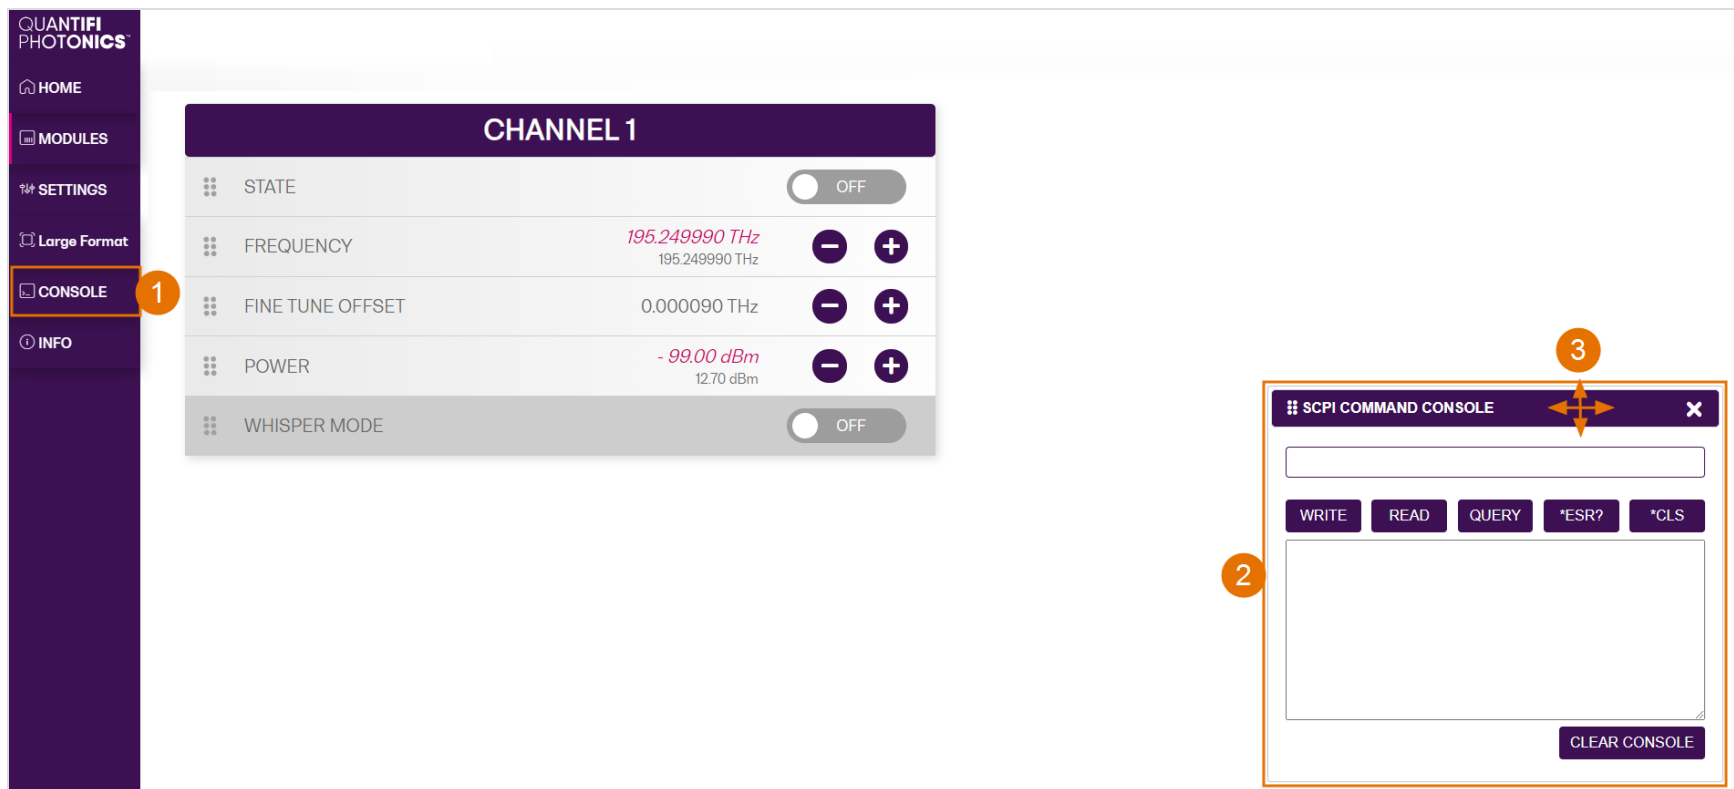 QUANTIFI
PHOTONICS™
HOME
MODULES
SETTINGS
Large Format
CONSOLE
1
INFO
CHANNEL 1
STATE
OFF
FREQUENCY
195.249990 THz
195.249990 THz
FINE TUNE OFFSET
0.000090 THz
POWER
- 99.00 dBm
12.70 dBm
WHISPER MODE
OFF
3
SCPI COMMAND CONSOLE
WRITE
READ
QUERY
*ESR?
*CLS
2
CLEAR CONSOLE